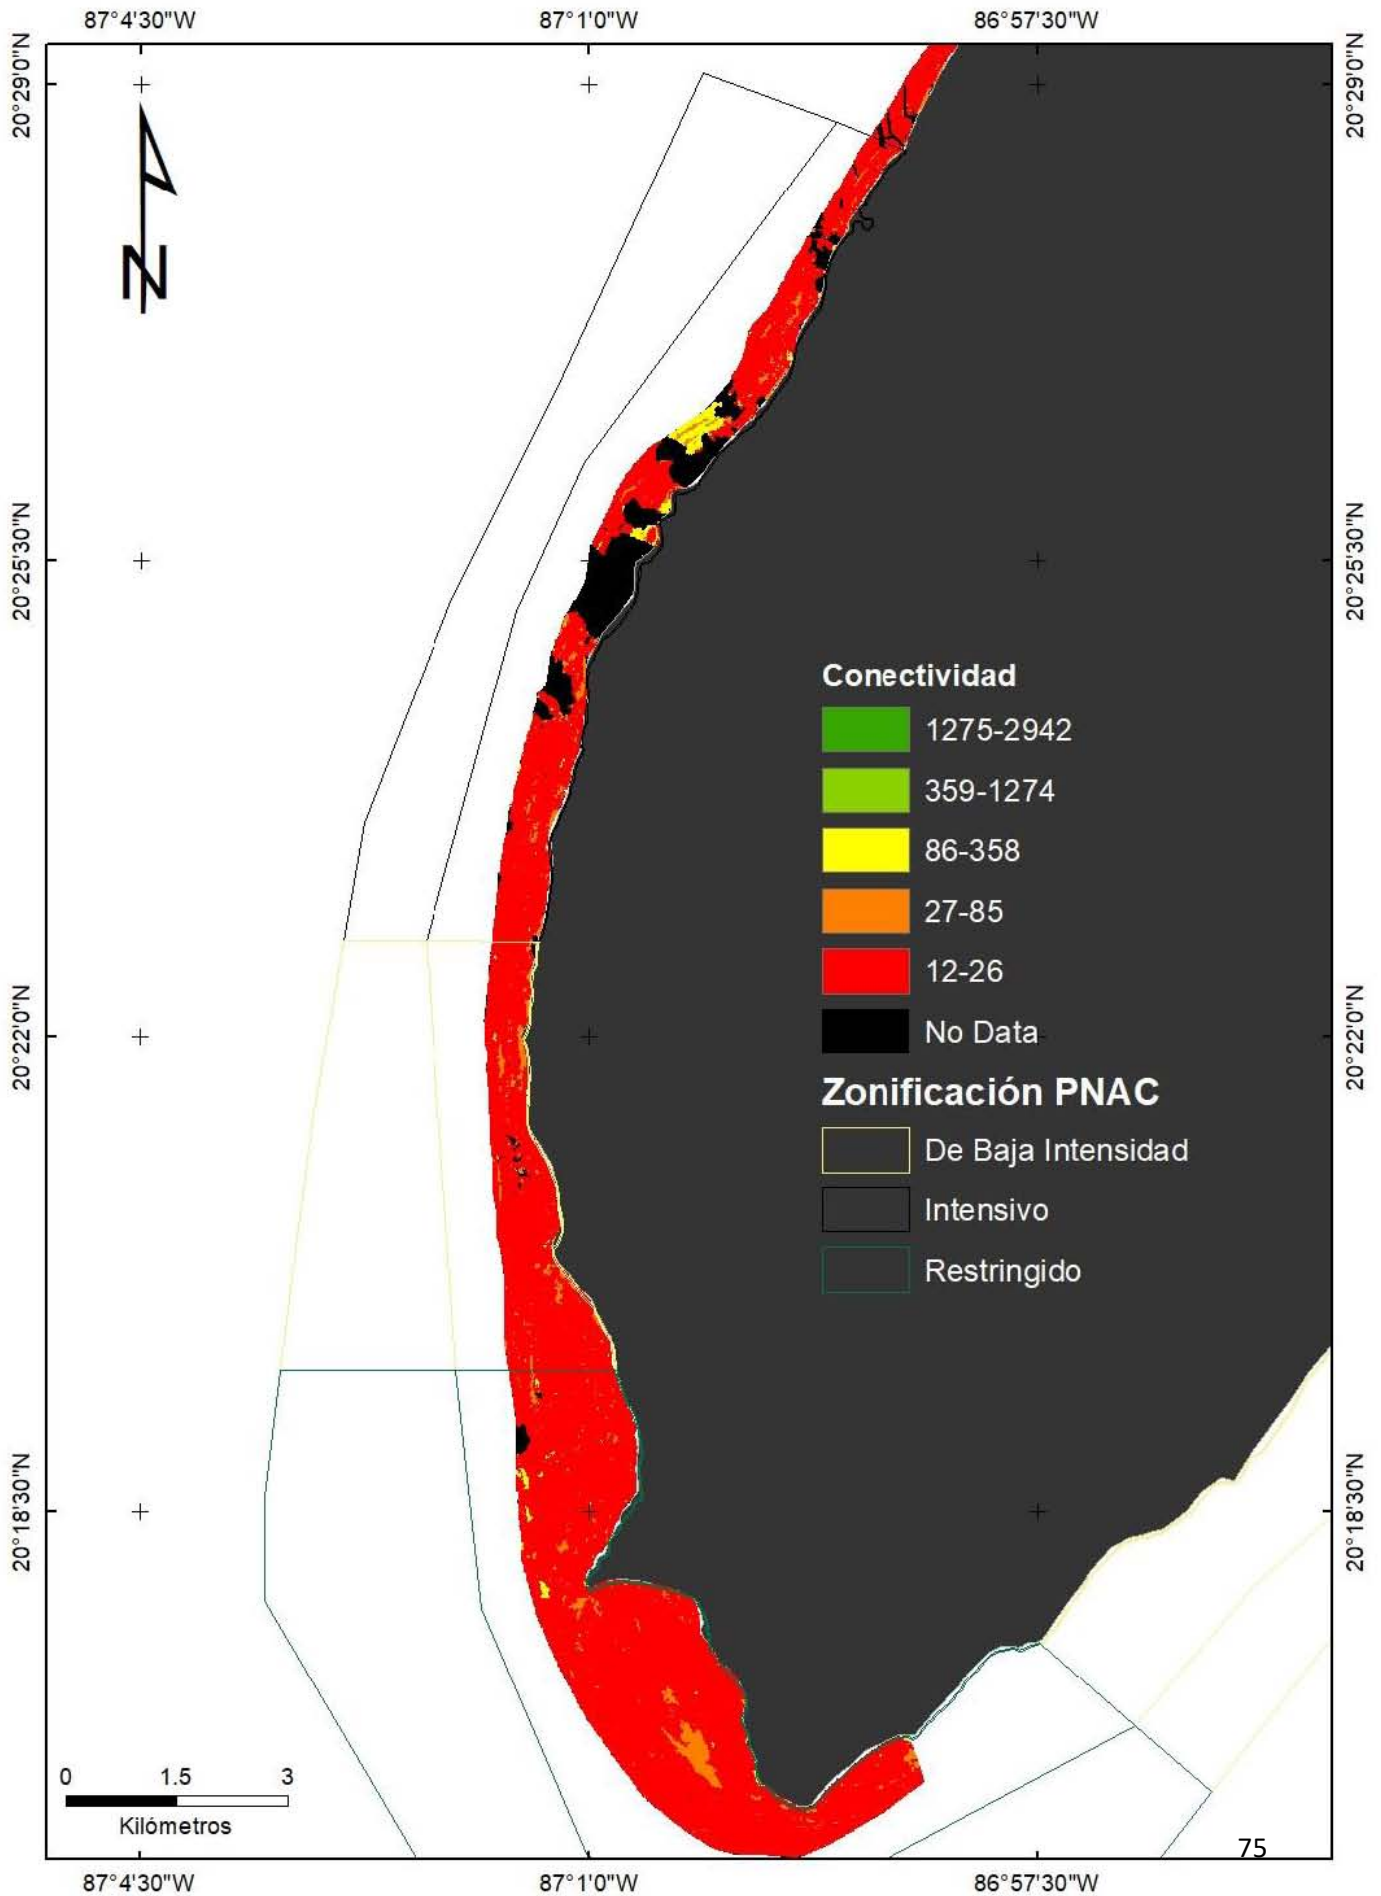 87°4'30"W 87°1'0"W 86°57'30"W
20°29'0"N 20°29'0"N
N
20°25'30"N 20°25'30"N
Conectividad
1275-2942
359-1274
86-358
27-85
12-26
No Data
20°22'0"N 20°22'0"N
Zonificación PNAC
De Baja Intensidad
Intensivo
Restringido
20°18'30"N 20°18'30"N
0 1.5 3
Kilómetros
75
87°4'30"W 87°1'0"W 86°57'30"W